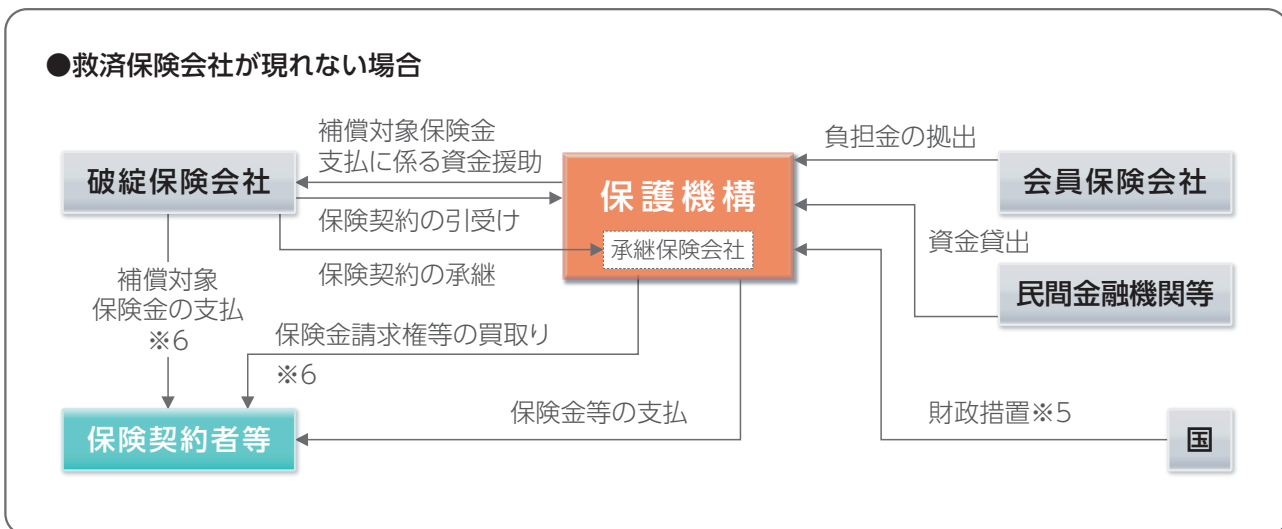 ●救済保険会社が現れない場合
補償対象保険金
支払に係る資金援助
負担金の拠出
破綻保険会社
保護機構
会員保険会社
保険契約の引受け
承継保険会社
資金貸出
保険契約の承継
補償対象
保険金の支払
※6
民間金融機関等
保険金請求権等の買取り
※6
保険金等の支払
財政措置※5
保険契約者等
国